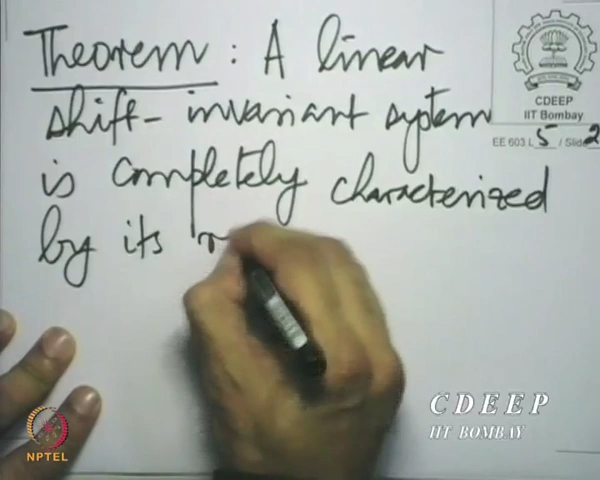 Theorem : A linear
shift-invariant system
is completely characterized
by its
CDEEP
IIT Bombay
EE 603 L 5 / Slide 2
CDEEP
IIT BOMBAY
NPTEL